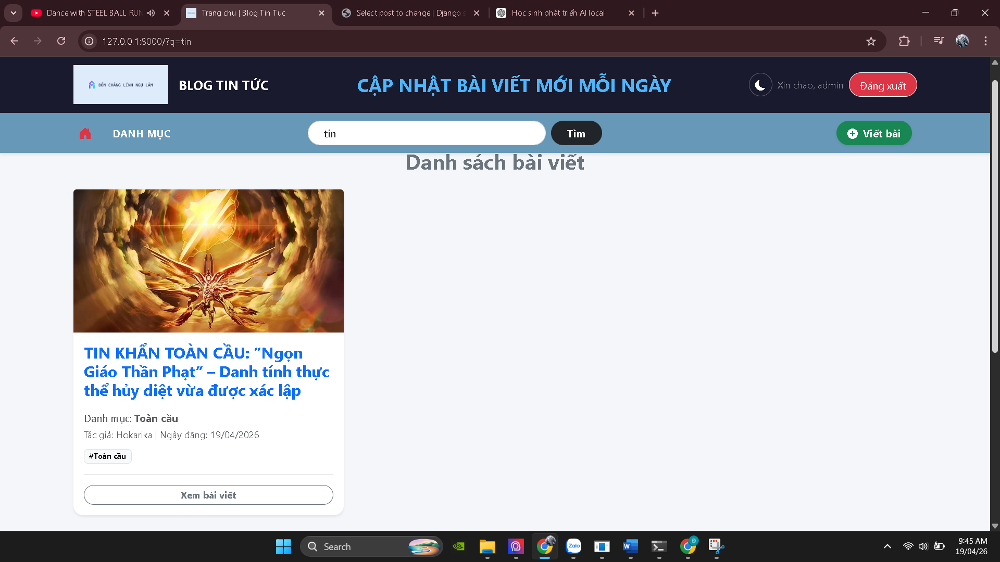 Dance with STEEL BALL RUN
Trang chu | Blog Tin Tuc
Select post to change | Django s
Học sinh phát triển AI local
127.0.0.1:8000/?q=tin
BỐN CHÀNG LÍNH NGỰ LÂM
BLOG TIN TỨC
CẬP NHẬT BÀI VIẾT MỚI MỖI NGÀY
Xin chào, admin
Đăng xuất
DANH MỤC
tin
Tìm
Viết bài
Danh sách bài viết
TIN KHẨN TOÀN CẦU: “Ngọn
Giáo Thần Phạt” – Danh tính thực
thể hủy diệt vừa được xác lập
Danh mục: Toàn cầu
Tác giả: Hokarika | Ngày đăng: 19/04/2026
#Toàn cầu
Xem bài viết
Search
Zalo
Đ
9:45 AM
19/04/26